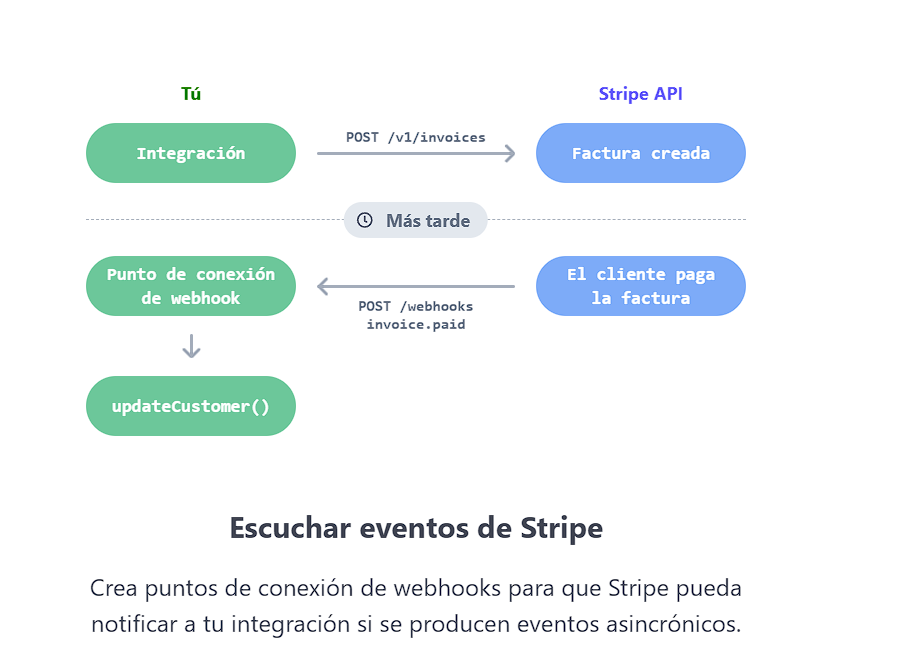 Tú
Stripe API
Integración
POST /v1/invoices
Factura creada
Más tarde
Punto de conexión
de webhook
POST /webhooks
invoice.paid
El cliente paga
la factura
updateCustomer()
Escuchar eventos de Stripe
Crea puntos de conexión de webhooks para que Stripe pueda
notificar a tu integración si se producen eventos asincrónicos.